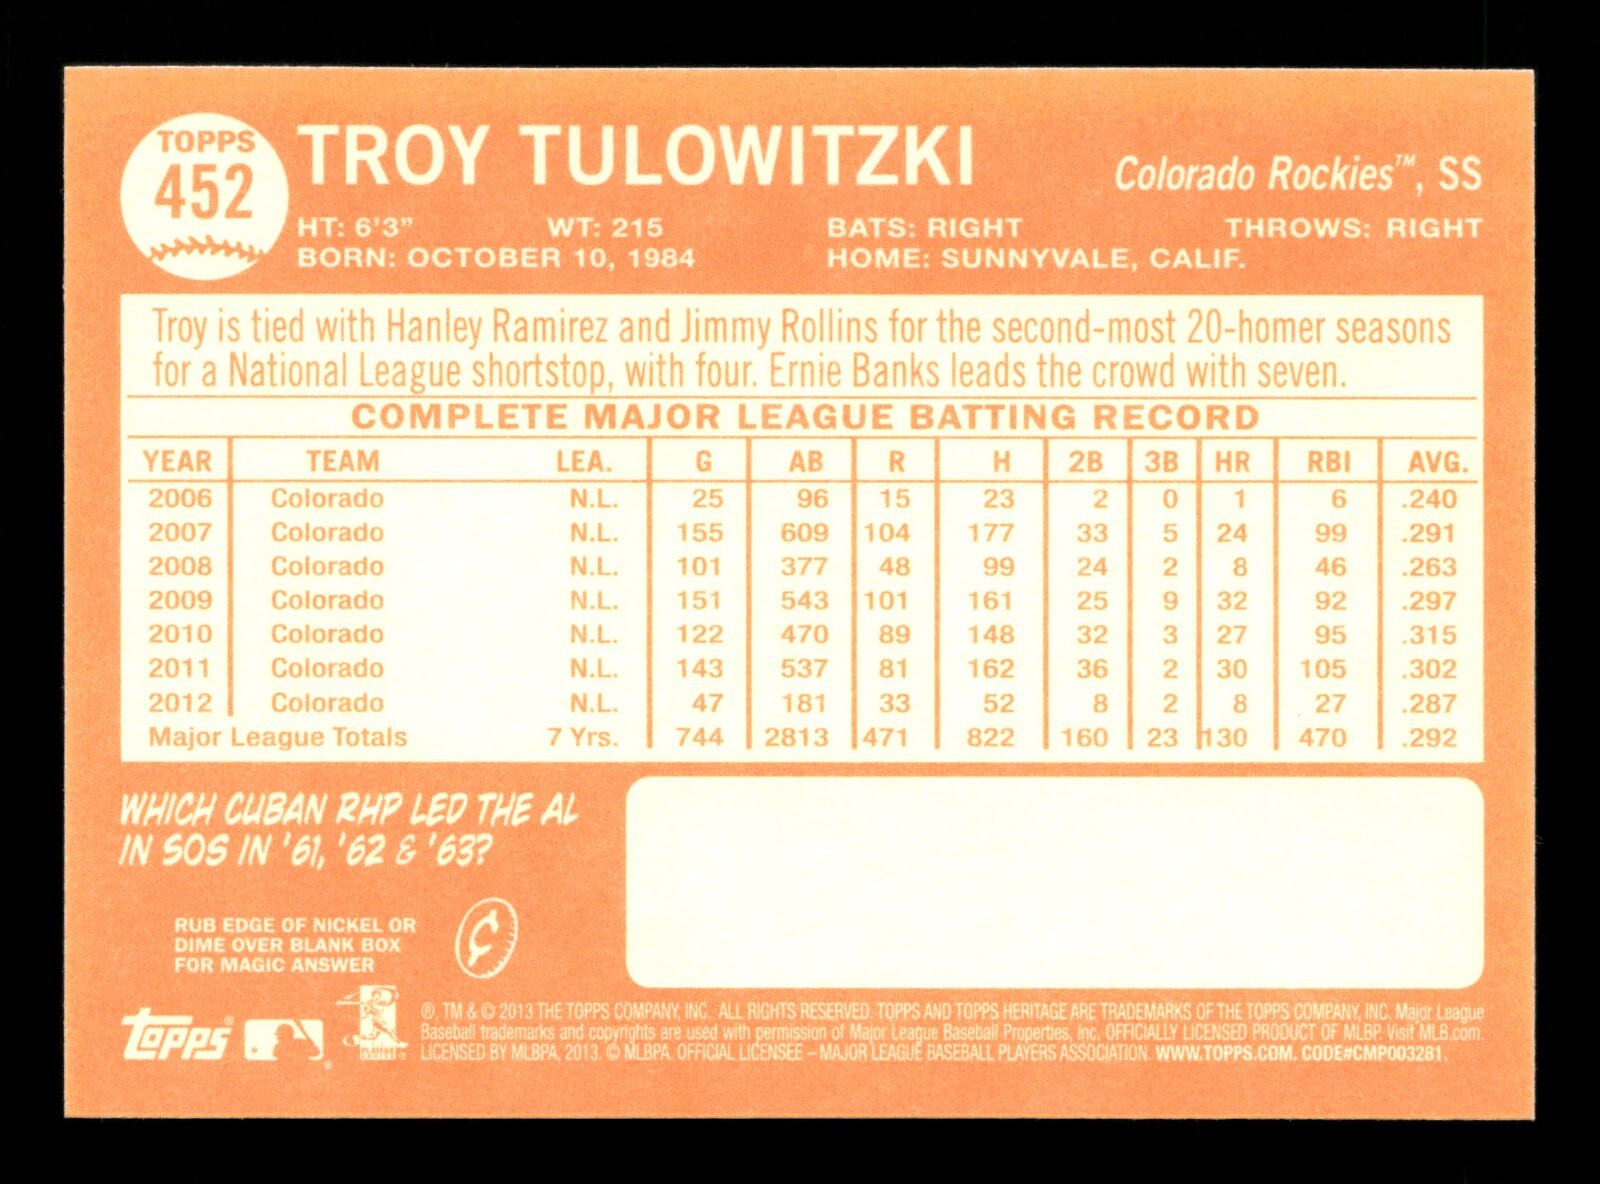 TOPPS
452
TROY TULOWITZKI
Colorado Rockies™, SS
HT: 6'3" WT: 215 BATS: RIGHT THROWS: RIGHT
BORN: OCTOBER 10, 1984 HOME: SUNNYVALE, CALIF.
Troy is tied with Hanley Ramirez and Jimmy Rollins for the second-most 20-homer seasons
for a National League shortstop, with four. Ernie Banks leads the crowd with seven.
COMPLETE MAJOR LEAGUE BATTING RECORD
YEAR TEAM LEA. G AB R H 2B 3B HR RBI AVG.
2006 Colorado N.L. 25 96 15 23 2 0 1 6 .240
2007 Colorado N.L. 155 609 104 177 33 5 24 99 .291
2008 Colorado N.L. 101 377 48 99 24 2 8 46 .263
2009 Colorado N.L. 151 543 101 161 25 9 32 92 .297
2010 Colorado N.L. 122 470 89 148 32 3 27 95 .315
2011 Colorado N.L. 143 537 81 162 36 2 30 105 .302
2012 Colorado N.L. 47 181 33 52 8 2 8 27 .287
Major League Totals 7 Yrs. 744 2813 471 822 160 23 130 470 .292
WHICH CUBAN RHP LED THE AL
IN SOS IN '61, '62 & '63?
RUB EDGE OF NICKEL OR
DIME OVER BLANK BOX
FOR MAGIC ANSWER
¢
Topps®
®, TM & © 2013 THE TOPPS COMPANY, INC. ALL RIGHTS RESERVED. TOPPS AND TOPPS HERITAGE ARE TRADEMARKS OF THE TOPPS COMPANY, INC. Major League
Baseball trademarks and copyrights are used with permission of Major League Baseball Properties, Inc. OFFICIALLY LICENSED PRODUCT OF MLBP. Visit MLB.com.
LICENSED BY MLBPA, 2013. © MLBPA. OFFICIAL LICENSEE – MAJOR LEAGUE BASEBALL PLAYERS ASSOCIATION. WWW.TOPPS.COM. CODE#CMP003281.